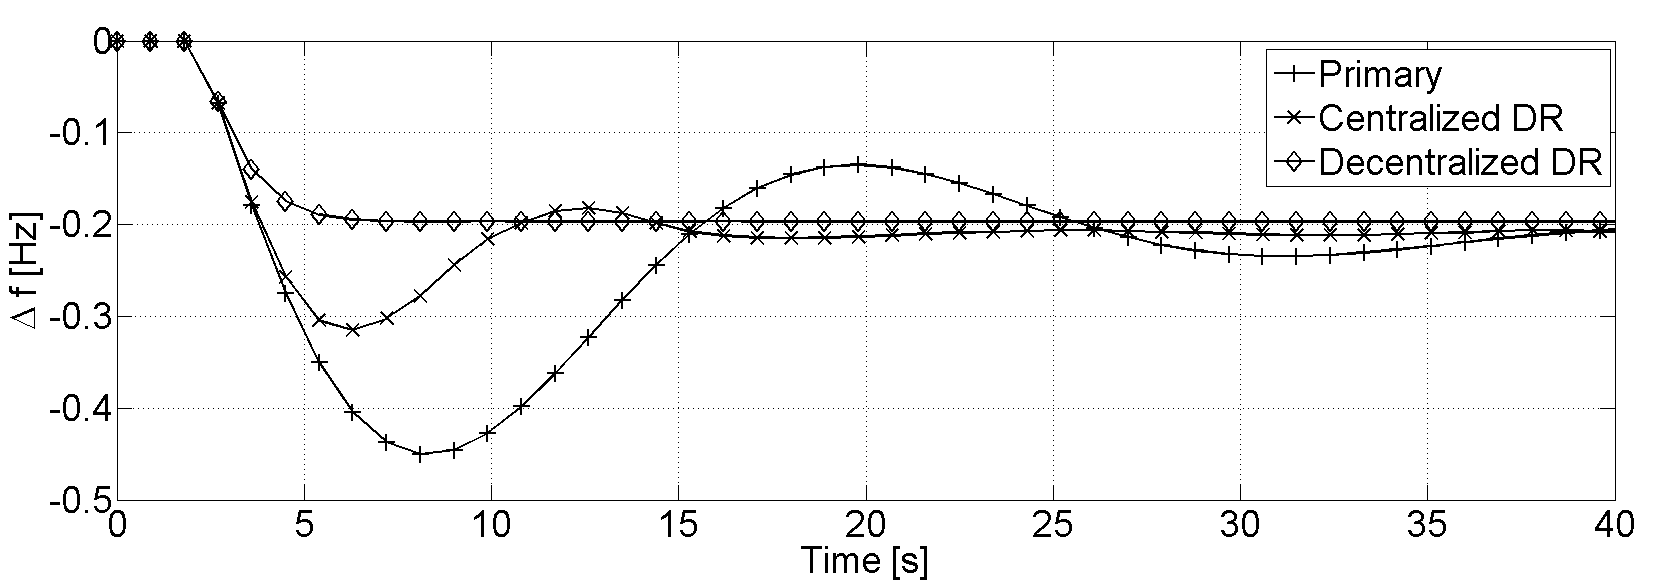 0
-0.1
-0.2
-0.3
-0.4
-0.5
Δ f [Hz]
Primary
Centralized DR
Decentralized DR
0 5 10 15 20 25 30 35 40
Time [s]